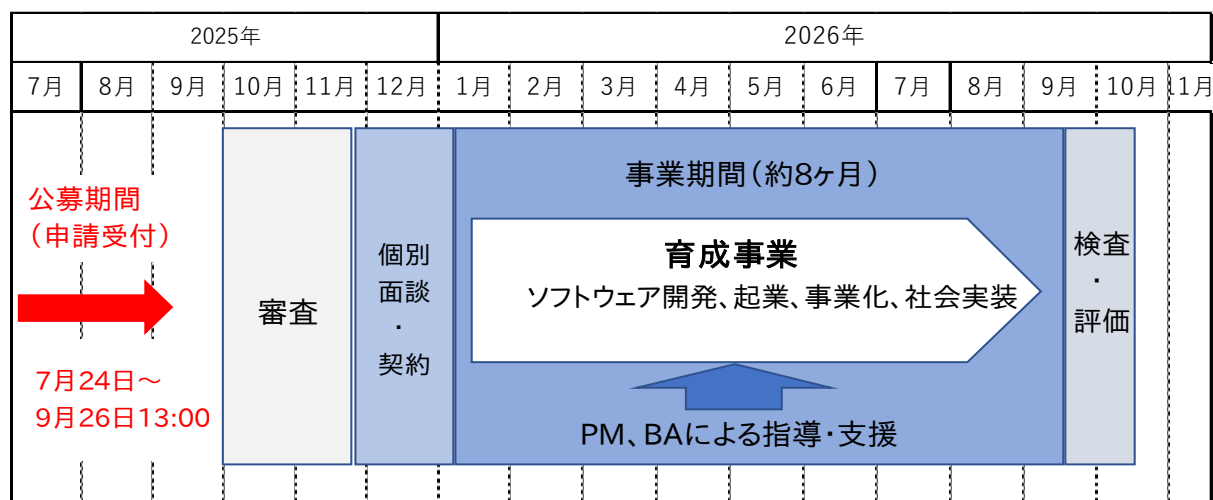 2025年 2026年
7月 8月 9月 10月 11月 12月 1月 2月 3月 4月 5月 6月 7月 8月 9月 10月 11月
公募期間
（申請受付）
7月24日～
9月26日13:00
審査
個別
面談
・
契約
事業期間（約8ヶ月）
育成事業
ソフトウェア開発、起業、事業化、社会実装
PM、BAによる指導・支援
検査
・
評価